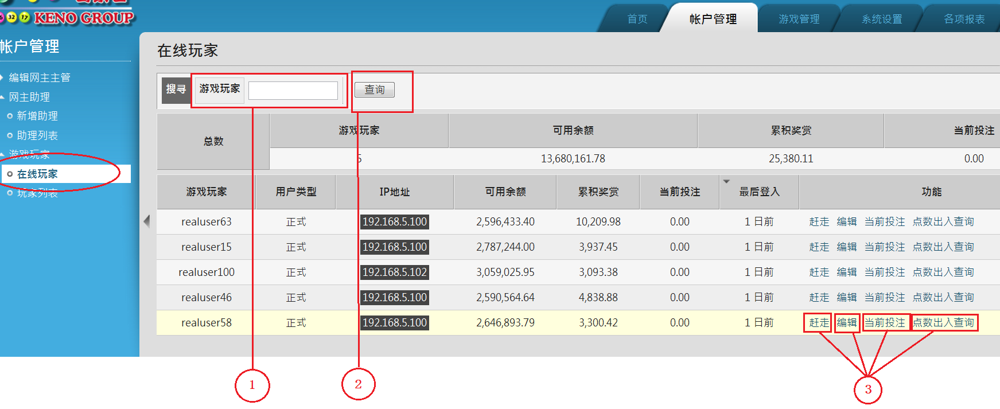 32 17 KENO GROUP
首页 帐户管理 游戏管理 系统设置 各项报表
帐户管理
编辑网主主管
网主助理
新增助理
助理列表
游戏玩家
在线玩家
玩家列表
在线玩家
搜寻 游戏玩家 查询
总数 游戏玩家 可用余额 累积奖赏 当前投注
5 13,680,161.78 25,380.11 0.00
游戏玩家 用户类型 IP地址 可用余额 累积奖赏 当前投注 最后登入 功能
realuser63 正式 192.168.5.100 2,596,433.40 10,209.98 0.00 1 日前 赶走 编辑 当前投注 点数出入查询
realuser15 正式 192.168.5.100 2,787,244.00 3,937.45 0.00 1 日前 赶走 编辑 当前投注 点数出入查询
realuser100 正式 192.168.5.102 3,059,025.95 3,093.38 0.00 1 日前 赶走 编辑 当前投注 点数出入查询
realuser46 正式 192.168.5.100 2,590,564.64 4,838.88 0.00 1 日前 赶走 编辑 当前投注 点数出入查询
realuser58 正式 192.168.5.100 2,646,893.79 3,300.42 0.00 1 日前 赶走 编辑 当前投注 点数出入查询
1 2 3